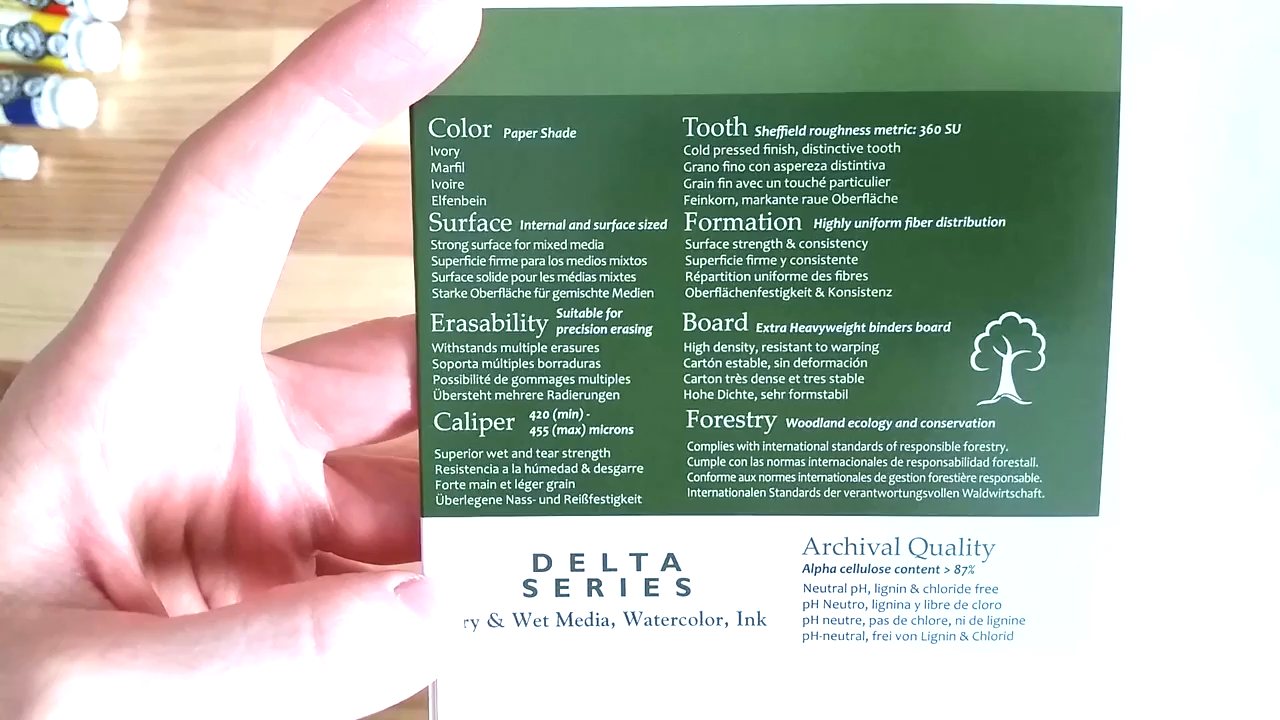 Color Paper Shade
Ivory
Marfil
Ivoire
Elfenbein
Surface Internal and surface sized
Strong surface for mixed media
Superficie firme para los medios mixtos
Surface solide pour les médias mixtes
Starke Oberfläche für gemischte Medien
Erasability Suitable for
precision erasing
Withstands multiple erasures
Soporta múltiples borraduras
Possibilité de gommages multiples
Übersteht mehrere Radierungen
Caliper 420 (min) -
455 (max) microns
Superior wet and tear strength
Resistencia a la húmedad & desgarre
Forte main et léger grain
Überlegene Nass- und Reißfestigkeit
Tooth Sheffield roughness metric: 360 SU
Cold pressed finish, distinctive tooth
Grano fino con aspereza distintiva
Grain fin avec un touché particulier
Feinkorn, markante raue Oberfläche
Formation Highly uniform fiber distribution
Surface strength & consistency
Superficie firme y consistente
Répartition uniforme des fibres
Oberflächenfestigkeit & Konsistenz
Board Extra Heavyweight binders board
High density, resistant to warping
Cartón estable, sin deformación
Carton très dense et tres stable
Hohe Dichte, sehr formstabil
Forestry Woodland ecology and conservation
Complies with international standards of responsible forestry.
Cumple con las normas internacionales de responsabilidad forestall.
Conforme aux normes internationales de gestion forestière responsable.
Internationalen Standards der verantwortungsvollen Waldwirtschaft.
DELTA
SERIES
ry & Wet Media, Watercolor, Ink
Archival Quality
Alpha cellulose content > 87%
Neutral pH, lignin & chloride free
pH Neutro, lignina y libre de cloro
pH neutre, pas de chlore, ni de lignine
pH-neutral, frei von Lignin & Chlorid